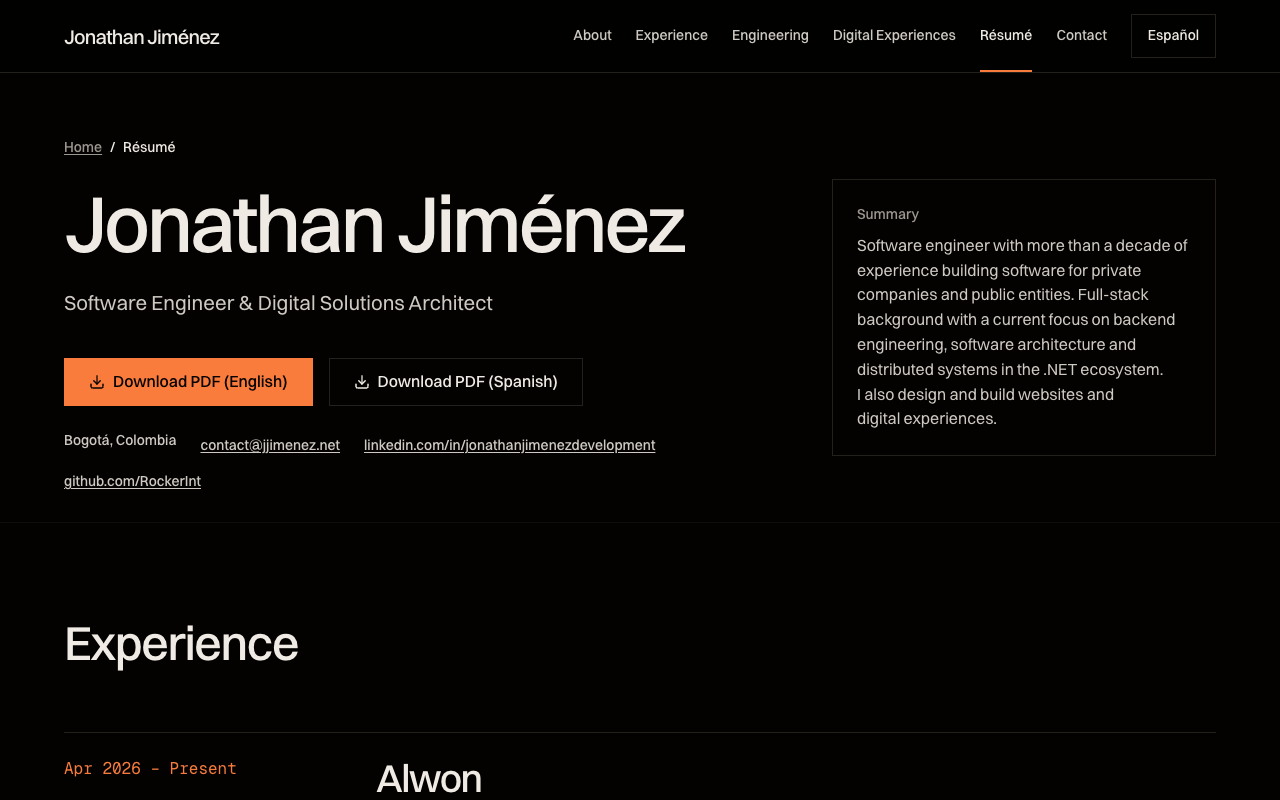 Jonathan Jiménez
About
Experience
Engineering
Digital Experiences
Résumé
Contact
Español
Home / Résumé
Jonathan Jiménez
Software Engineer & Digital Solutions Architect
Download PDF (English)
Download PDF (Spanish)
Bogotá, Colombia
contact@jjimenez.net
linkedin.com/in/jonathanjimenezdevelopment
github.com/RockerInt
Summary
Software engineer with more than a decade of
experience building software for private
companies and public entities. Full-stack
background with a current focus on backend
engineering, software architecture and
distributed systems in the .NET ecosystem.
I also design and build websites and
digital experiences.
Experience
Apr 2026 – Present
Alwon